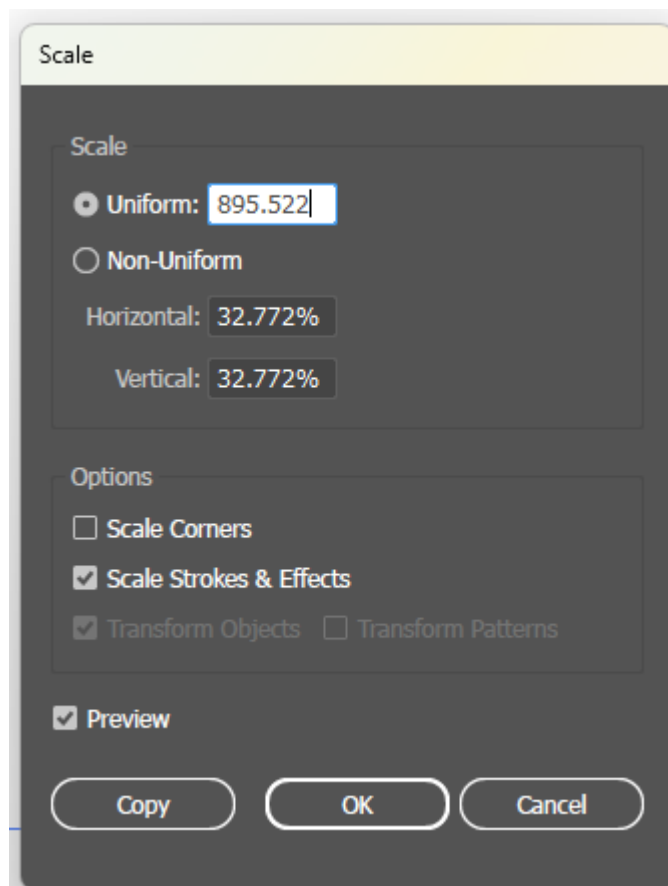 Scale
Scale
Uniform: 895.522
Non-Uniform
Horizontal: 32.772%
Vertical: 32.772%
Options
Scale Corners
Scale Strokes & Effects
Transform Objects Transform Patterns
Preview
Copy OK Cancel